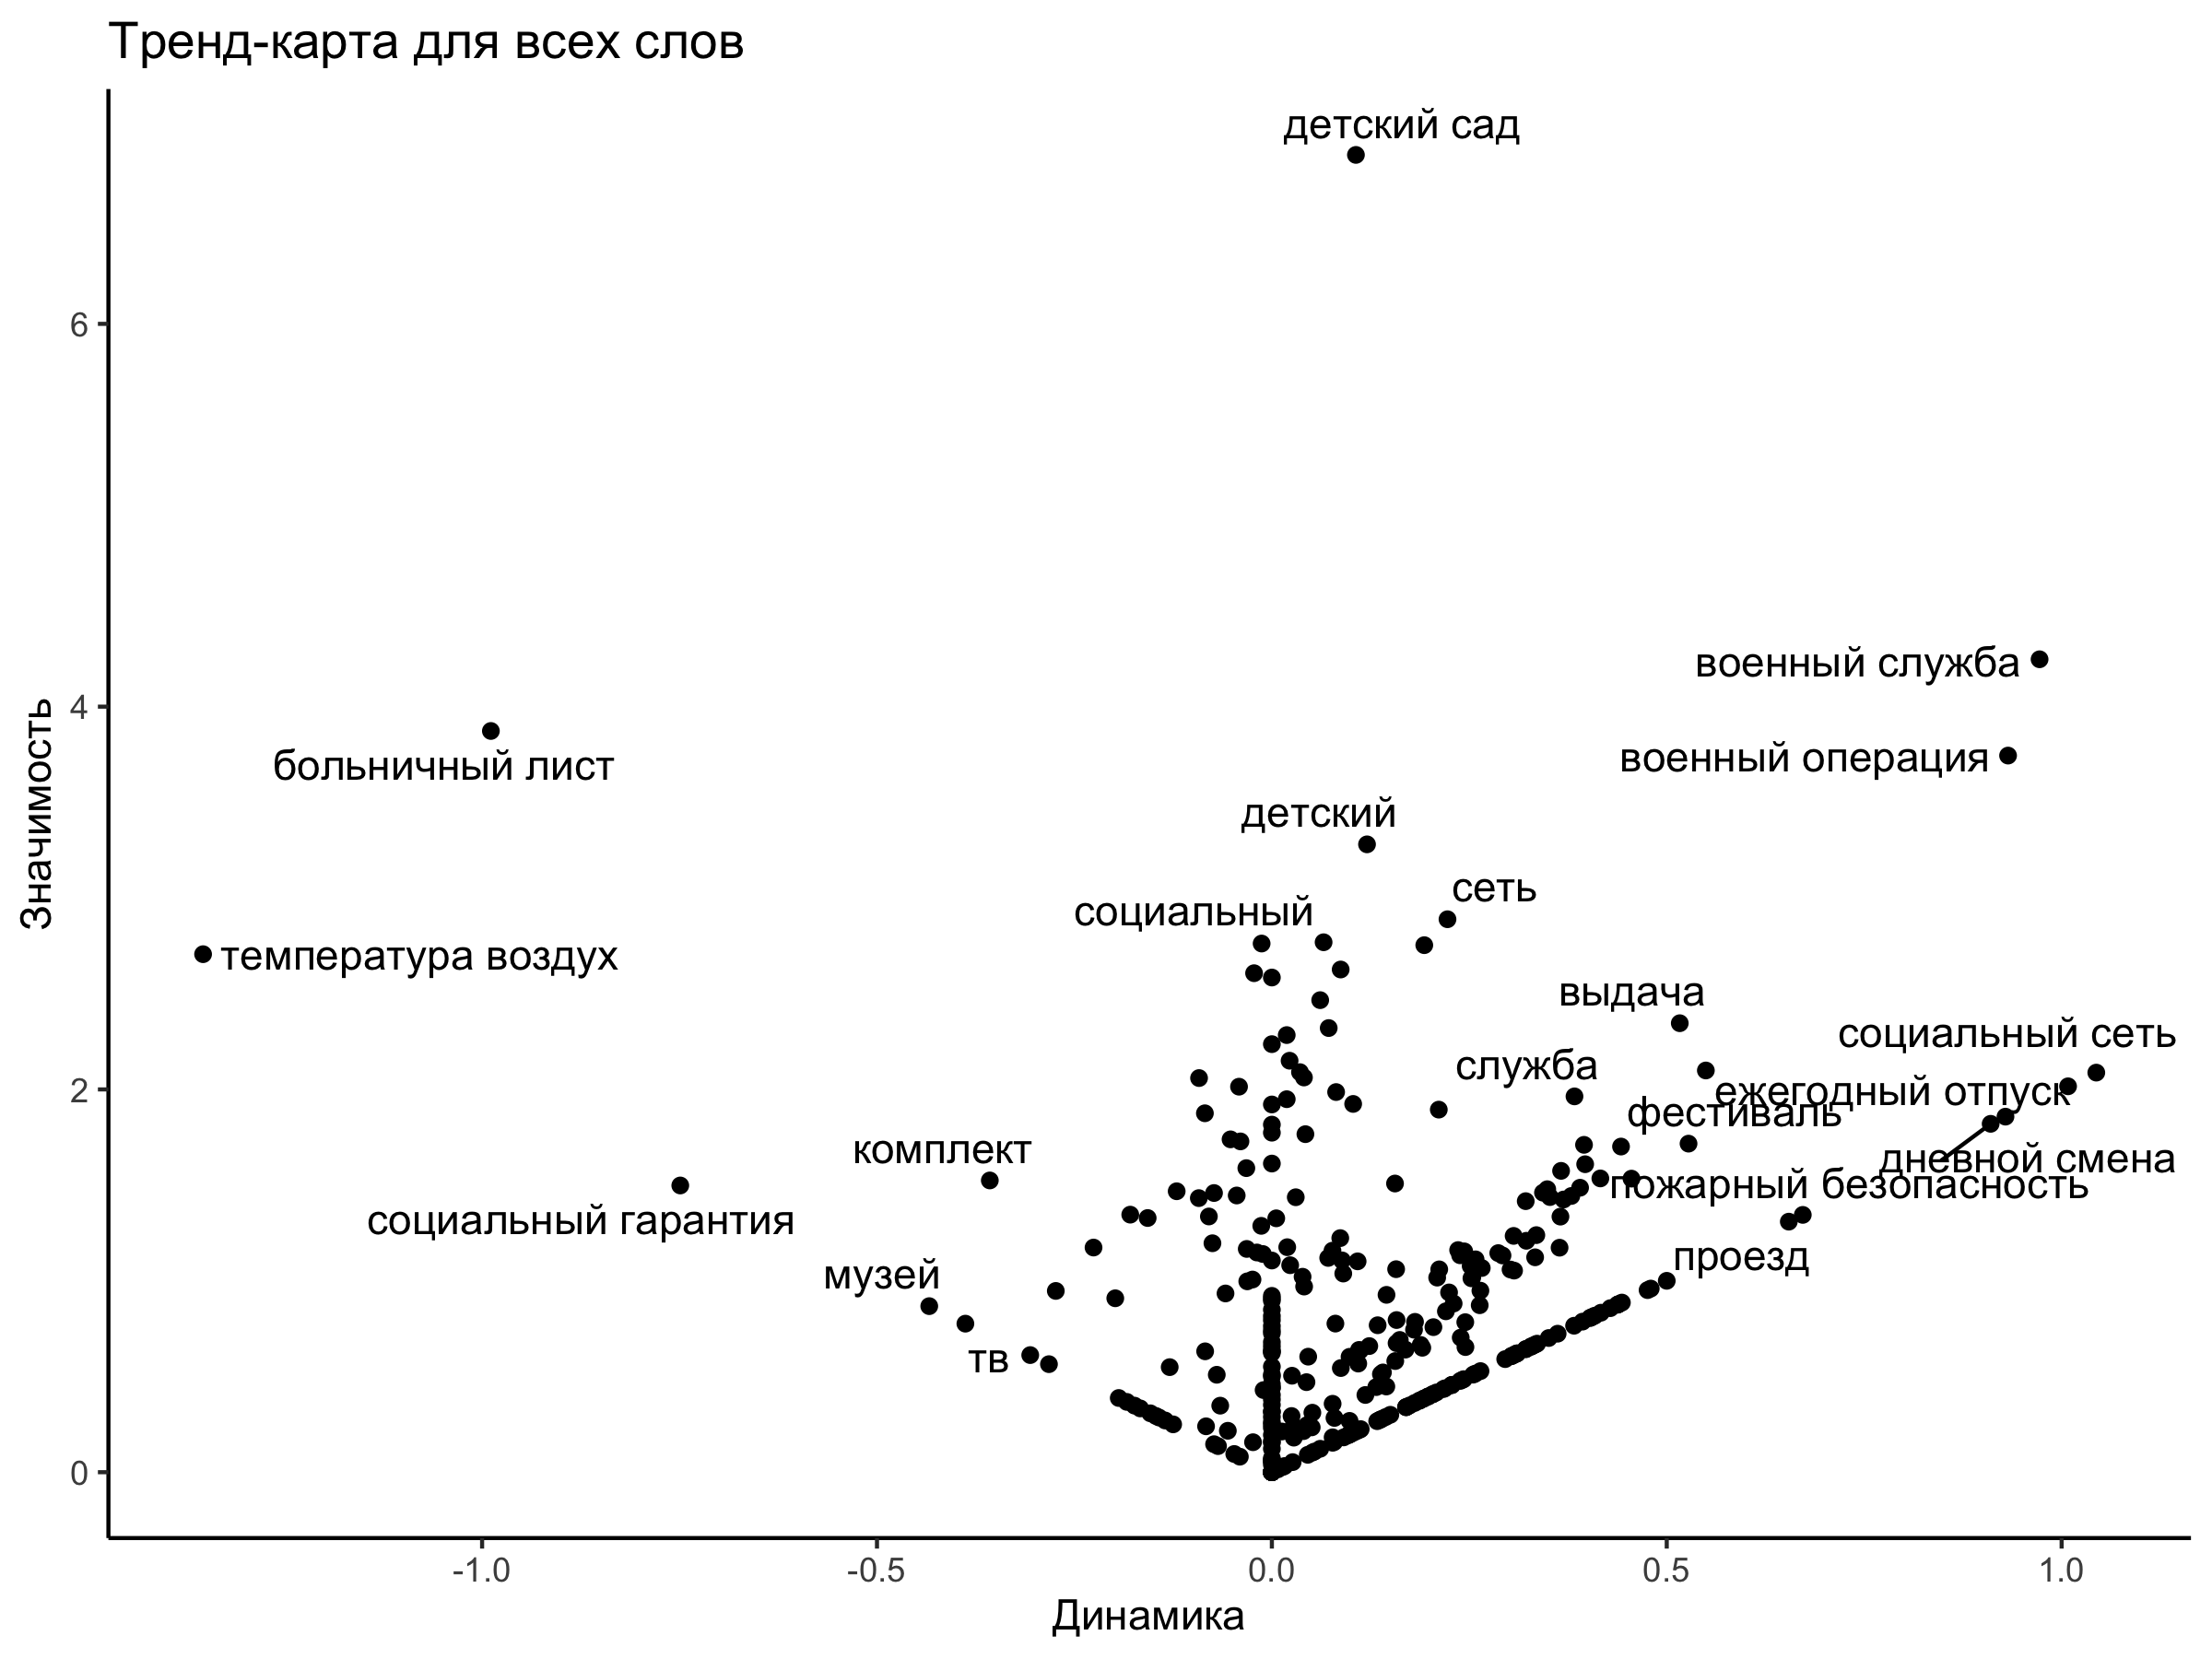 Тренд-карта для всех слов
детский сад
6
военный служба
4
больничный лист
военный операция
детский
сеть
социальный
температура воздух
выдача
социальный сеть
служба
2
ежегодный отпуск
фестиваль
комплект
дневной смена
пожарный безопасность
социальный гарантия
проезд
музей
тв
0
-1.0
-0.5
0.0
0.5
1.0
Динамика
Значимость